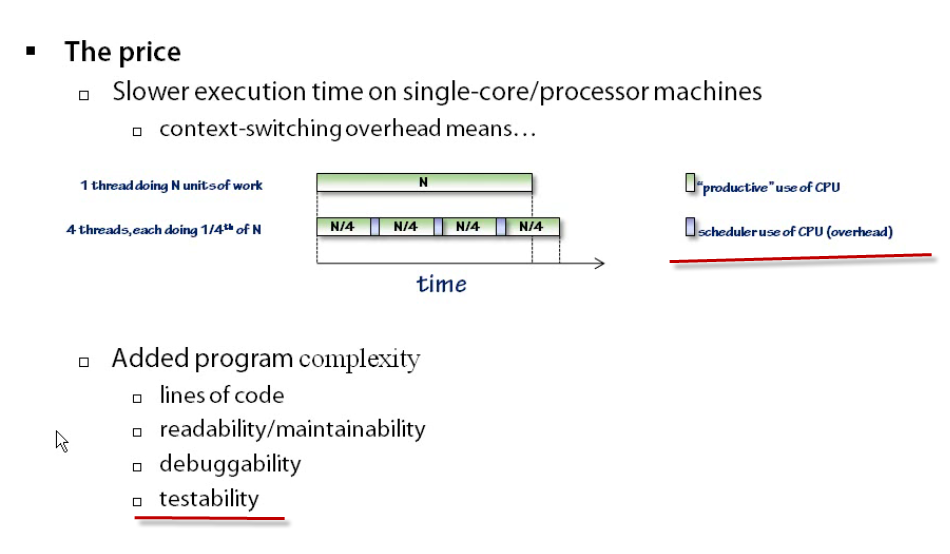 The price
Slower execution time on single-core/processor machines
context-switching overhead means…
1 thread doing N units of work
N
"productive" use of CPU
4 threads, each doing 1/4th of N
N/4 N/4 N/4 N/4
scheduler use of CPU (overhead)
time
Added program complexity
lines of code
readability/maintainability
debuggability
testability